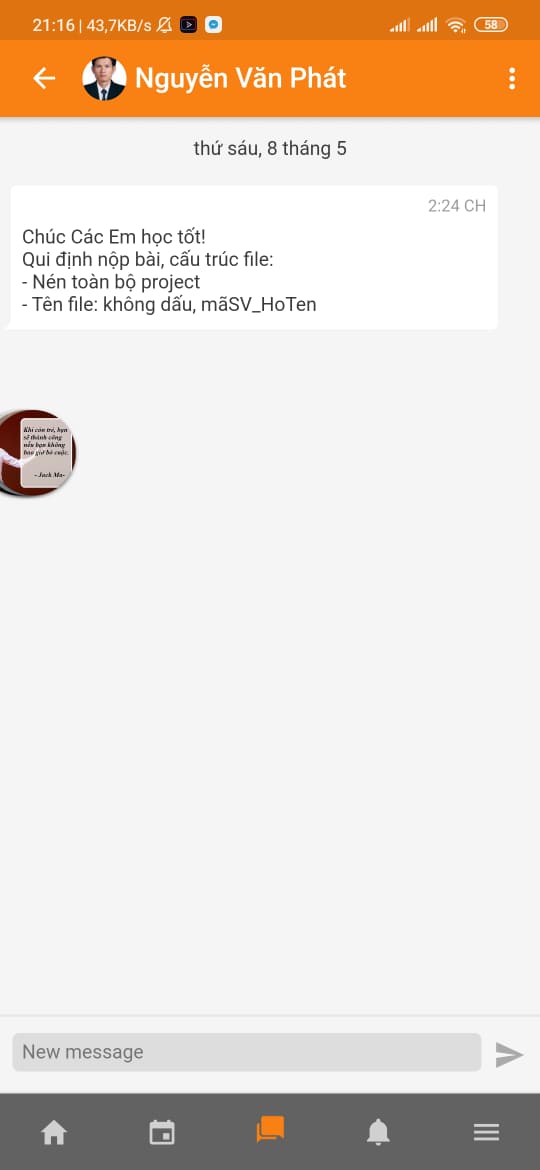 21:16 | 43,7KB/s
58
Nguyễn Văn Phát
thứ sáu, 8 tháng 5
2:24 CH
Chúc Các Em học tốt!
Qui định nộp bài, cấu trúc file:
- Nén toàn bộ project
- Tên file: không dấu, mãSV_HoTen
Khi còn trẻ, bạn
sẽ thành công
nếu bạn không
bao giờ bỏ cuộc.
- Jack Ma-
New message